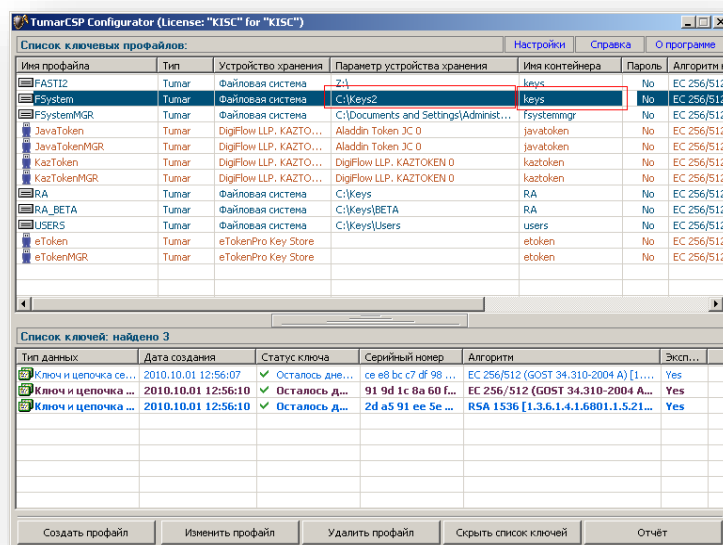 TumarCSP Configurator (License: "KISC" for "KISC")
Список ключевых профайлов: Настройки Справка О программе
Имя профайла Тип Устройство хранения Параметр устройства хранения Имя контейнера Пароль Алгоритм
FASTI2 Tumar Файловая система Z:\ keys No EC 256/512
FSystem Tumar Файловая система C:\Keys2 keys No EC 256/512
FSystemMGR Tumar Файловая система C:\Documents and Settings\Administ... fsystemmgr No EC 256/512
JavaToken Tumar DigiFlow LLP. KAZTO... Aladdin Token JC 0 javatoken No EC 256/512
JavaTokenMGR Tumar DigiFlow LLP. KAZTO... Aladdin Token JC 0 javatoken No EC 256/512
KazToken Tumar DigiFlow LLP. KAZTO... DigiFlow LLP. KAZTOKEN 0 kaztoken No EC 256/512
KazTokenMGR Tumar DigiFlow LLP. KAZTO... DigiFlow LLP. KAZTOKEN 0 kaztoken No EC 256/512
RA Tumar Файловая система C:\Keys RA No EC 256/512
RA_BETA Tumar Файловая система C:\Keys\BETA RA No EC 256/512
USERS Tumar Файловая система C:\Keys\Users users No EC 256/512
eToken Tumar eTokenPro Key Store etoken No EC 256/512
eTokenMGR Tumar eTokenPro Key Store etoken No EC 256/512
Список ключей: найдено 3
Тип данных Дата создания Статус ключа Серийный номер Алгоритм Эксп...
Ключ и цепочка се... 2010.10.01 12:56:07 Осталось дне... ce e8 bc c7 df 98 ... EC 256/512 (GOST 34.310-2004 A) [1.... Yes
Ключ и цепочка ... 2010.10.01 12:56:10 Осталось д... 91 9d 1c 8a 60 f... EC 256/512 (GOST 34.310-2004 A... Yes
Ключ и цепочка ... 2010.10.01 12:56:10 Осталось д... 2d a5 91 ee 5e ... RSA 1536 [1.3.6.1.4.1.6801.1.5.21... Yes
Создать профайл Изменить профайл Удалить профайл Скрыть список ключей Отчёт